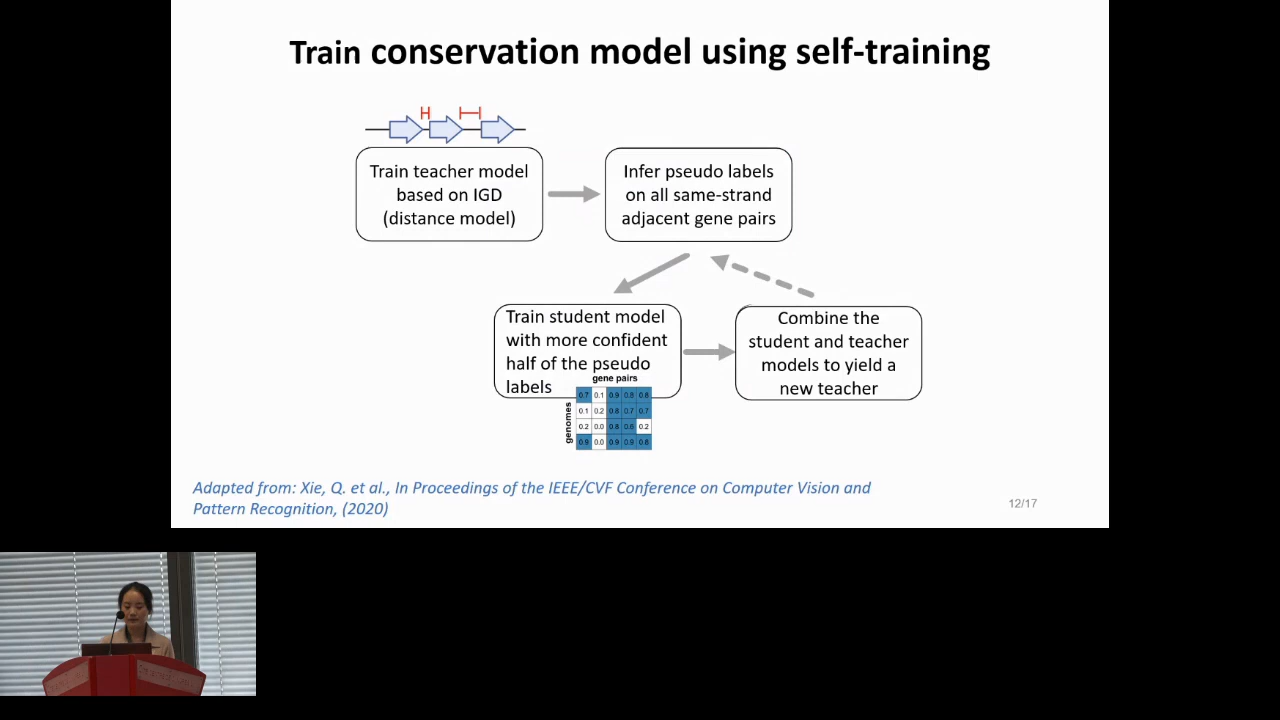 Train conservation model using self-training
Train teacher model
based on IGD
(distance model)
Infer pseudo labels
on all same-strand
adjacent gene pairs
Train student model
with more confident
half of the pseudo
labels
gene pairs
genomes
0.7 0.1 0.9 0.8 0.8
0.1 0.2 0.8 0.7 0.7
0.2 0.0 0.8 0.6 0.2
0.9 0.0 0.9 0.9 0.8
Combine the
student and teacher
models to yield a
new teacher
Adapted from: Xie, Q. et al., In Proceedings of the IEEE/CVF Conference on Computer Vision and
Pattern Recognition, (2020)
12/17